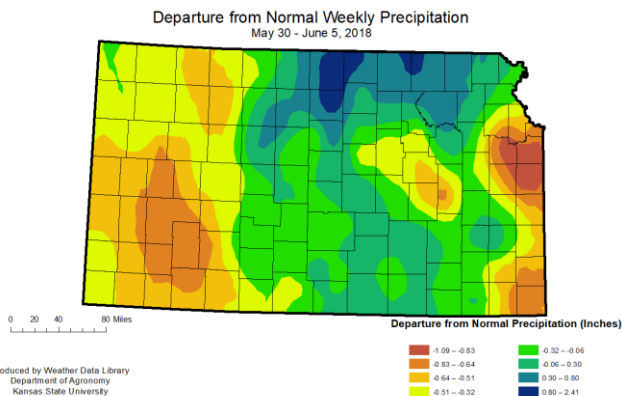 Departure from Normal Weekly Precipitation
May 30 - June 5, 2018
0 20 40 80 Miles
Departure from Normal Precipitation (Inches)
-1.09 - -0.83
-0.83 - -0.64
-0.64 - -0.51
-0.51 - -0.32
-0.32 - -0.06
-0.06 - 0.30
0.30 - 0.80
0.80 - 2.41
oduced by Weather Data Library
Department of Agronomy
Kansas State University